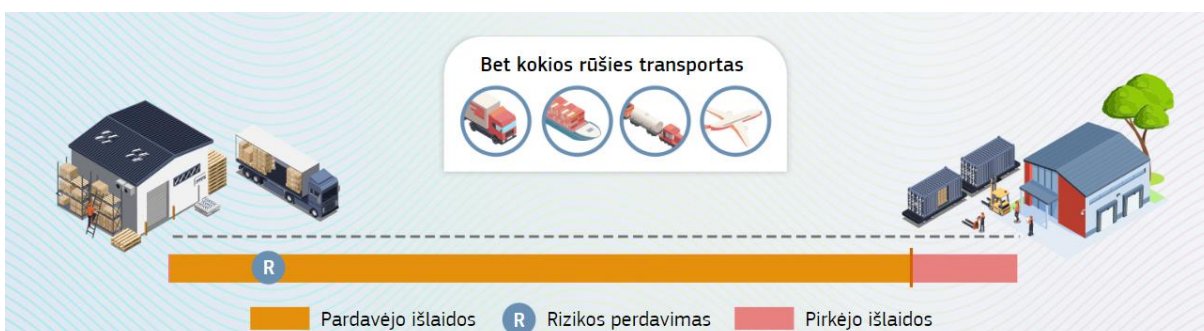 Bet kokios rūšies transportas
R
Pardavėjo išlaidos
R
Rizikos perdavimas
Pirkėjo išlaidos